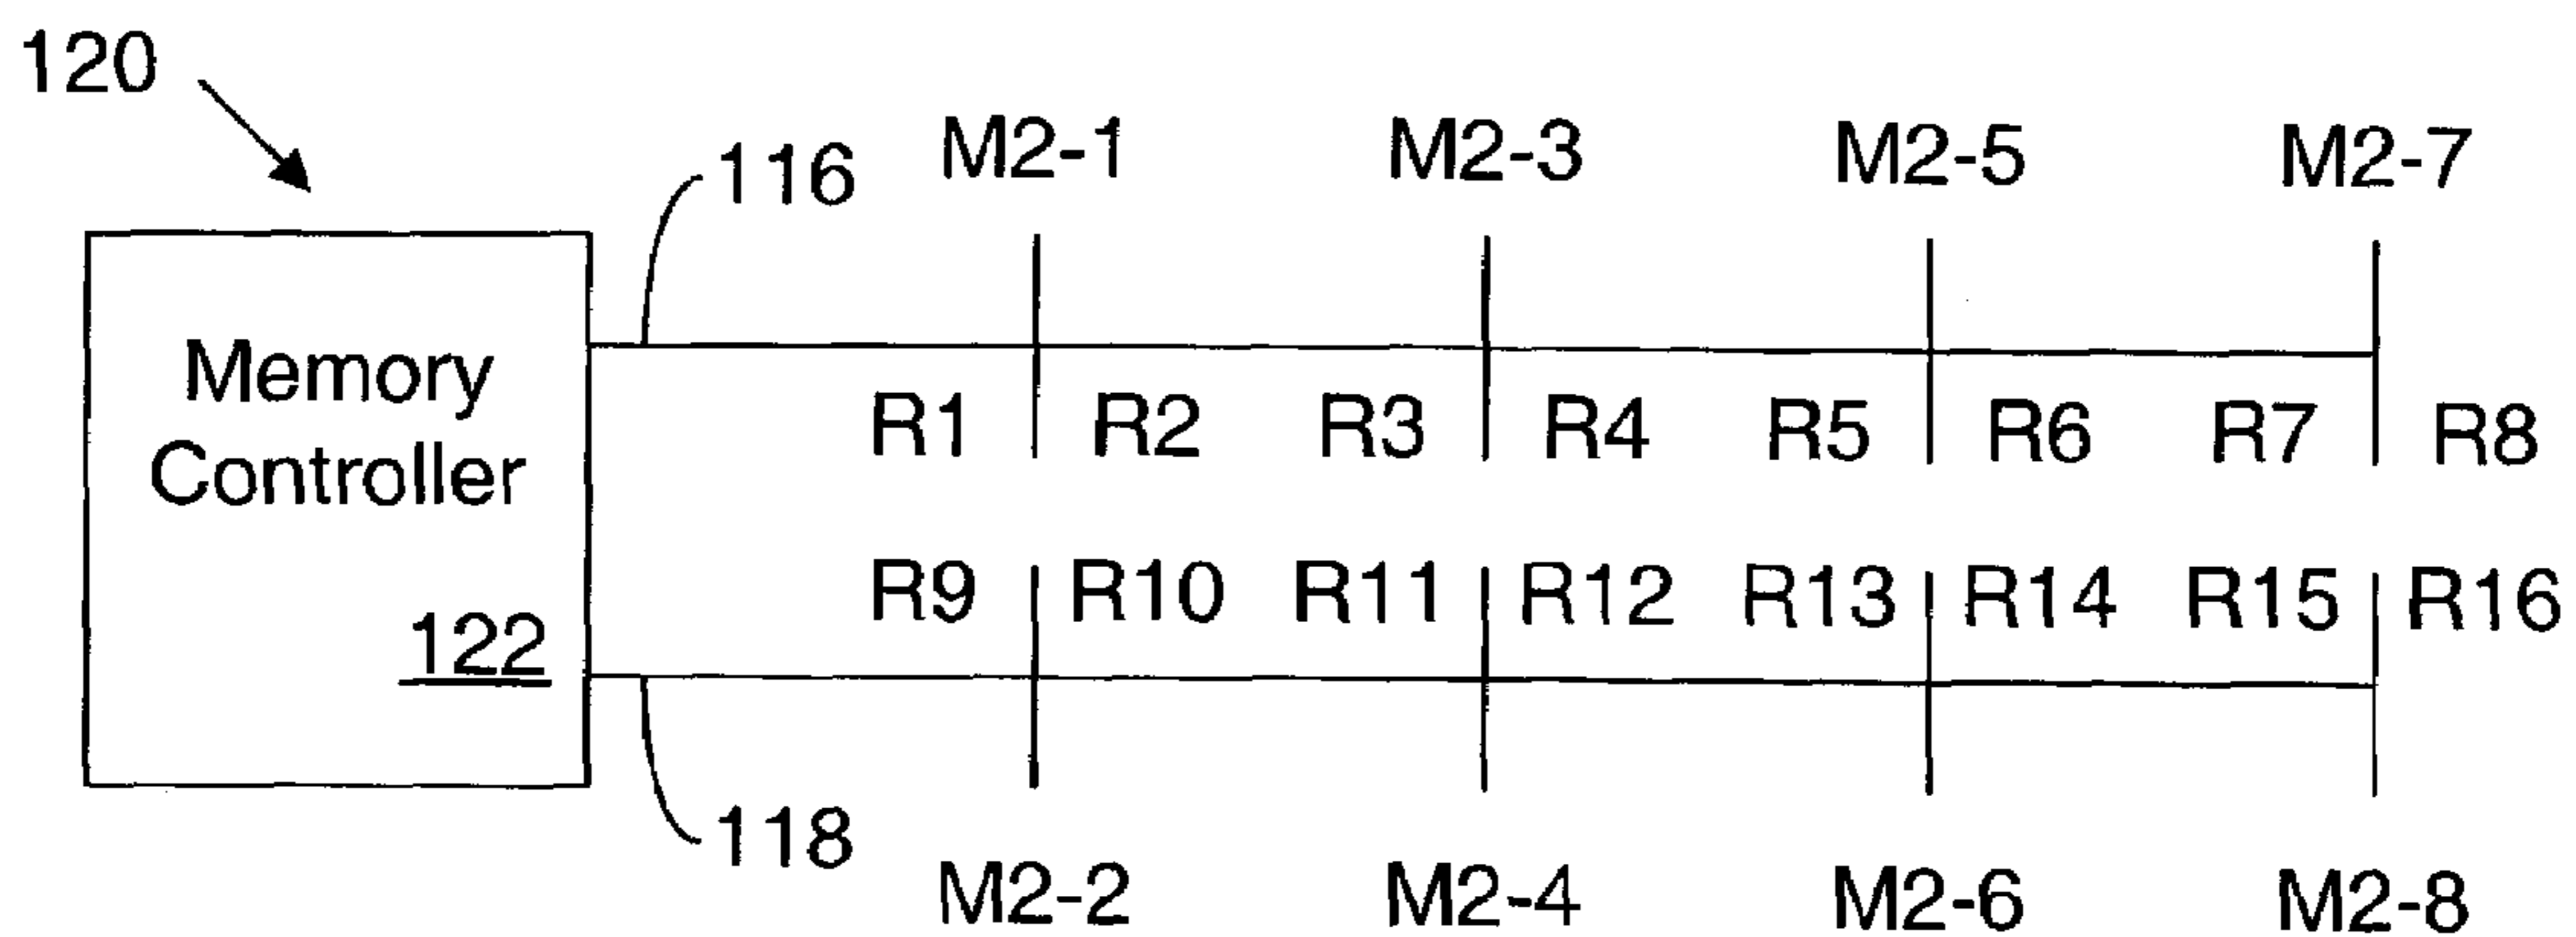 120
116
M2-1 M2-3 M2-5 M2-7
Memory
Controller
122
R1 R2 R3 R4 R5 R6 R7 R8
R9 R10 R11 R12 R13 R14 R15 R16
118
M2-2 M2-4 M2-6 M2-8